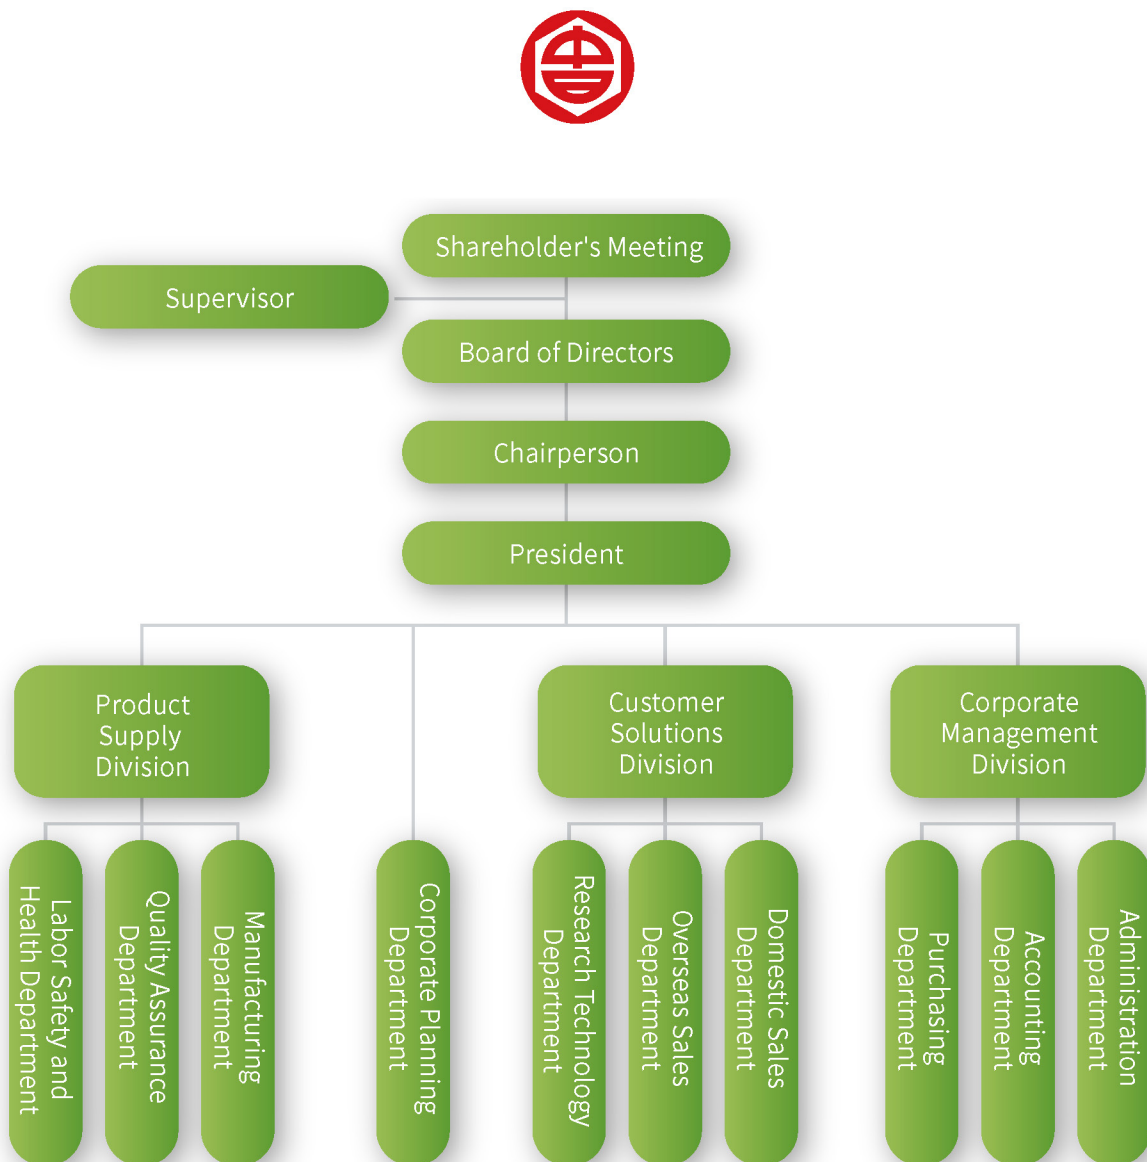 Shareholder's Meeting
Supervisor
Board of Directors
Chairperson
President
Product
Supply
Division
Customer
Solutions
Division
Corporate
Management
Division
Labor Safety and
Health Department
Quality Assurance
Department
Manufacturing
Department
Corporate Planning
Department
Research Technology
Department
Overseas Sales
Department
Domestic Sales
Department
Purchasing
Department
Accounting
Department
Administration
Department